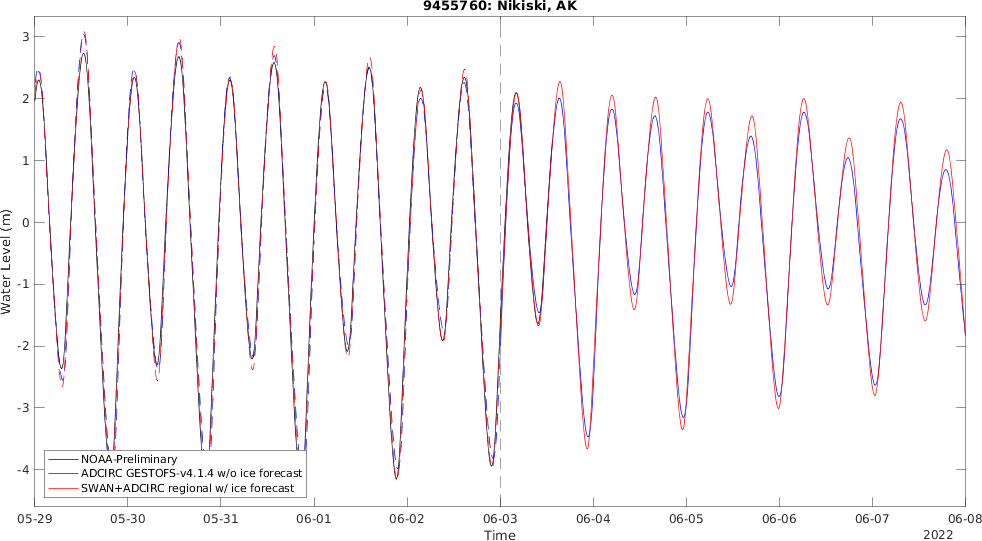 9455760: Nikiski, AK
3
2
1
0
-1
-2
-3
-4
Water Level (m)
NOAA-Preliminary
ADCIRC GESTOFS-v4.1.4 w/o ice forecast
SWAN+ADCIRC regional w/ ice forecast
05-29 05-30 05-31 06-01 06-02 06-03 06-04 06-05 06-06 06-07 06-08
Time
2022